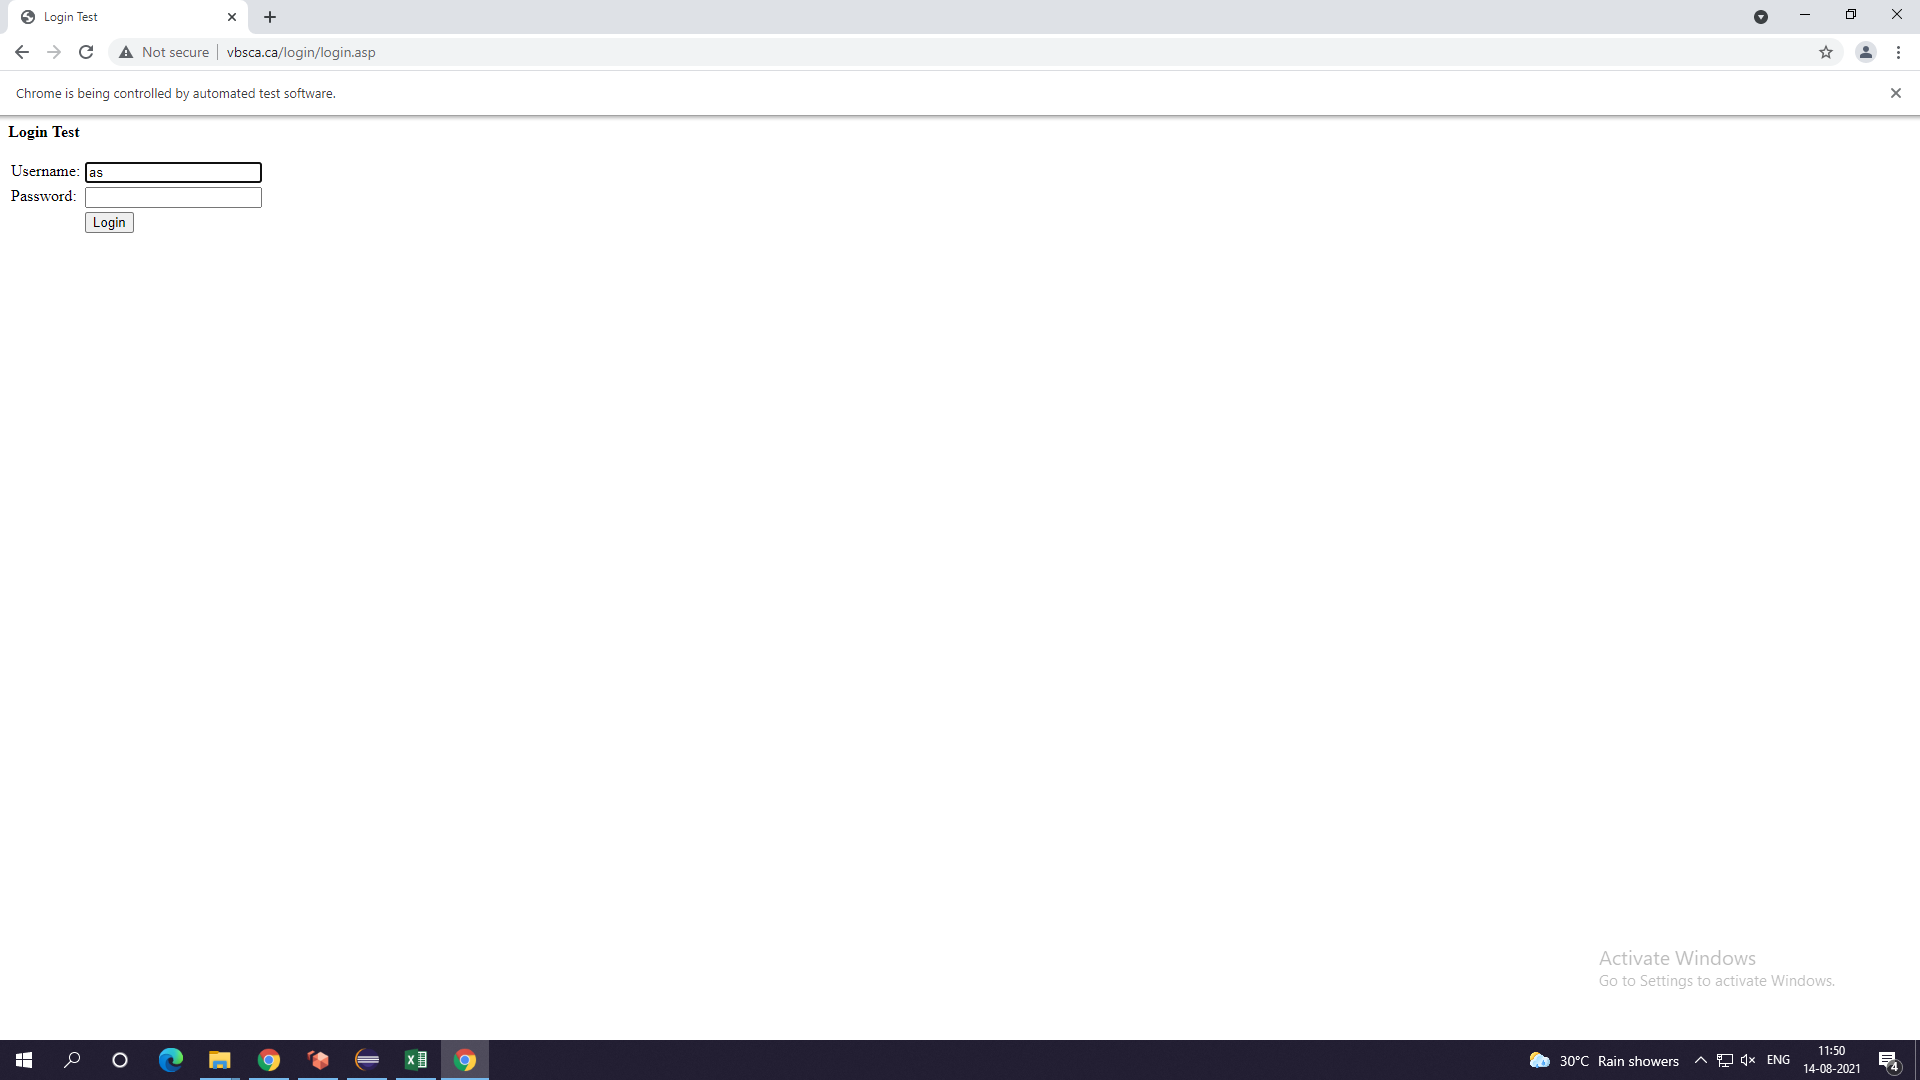 Login Test
Not secure
vbsca.ca/login/login.asp
Chrome is being controlled by automated test software.
Login Test
Username: as
Password:
Login
Activate Windows
Go to Settings to activate Windows.
30°C Rain showers
ENG
11:50
14-08-2021
4